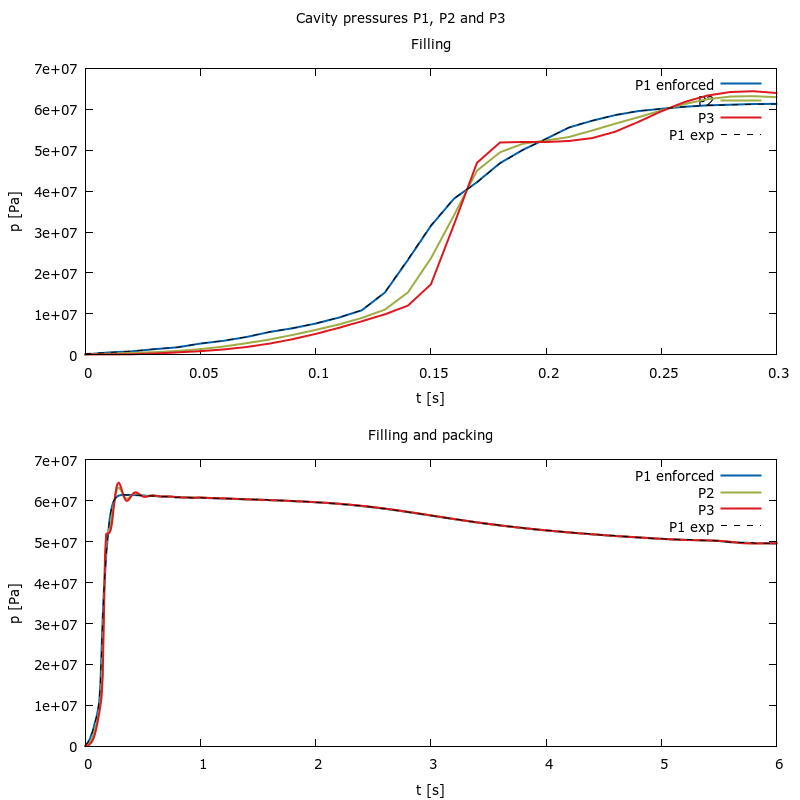 Cavity pressures P1, P2 and P3
Filling
7e+07
6e+07
5e+07
4e+07
3e+07
2e+07
1e+07
0
p [Pa]
P1 enforced
P2
P3
P1 exp
0 0.05 0.1 0.15 0.2 0.25 0.3
t [s]
Filling and packing
7e+07
6e+07
5e+07
4e+07
3e+07
2e+07
1e+07
0
p [Pa]
P1 enforced
P2
P3
P1 exp
0 1 2 3 4 5 6
t [s]